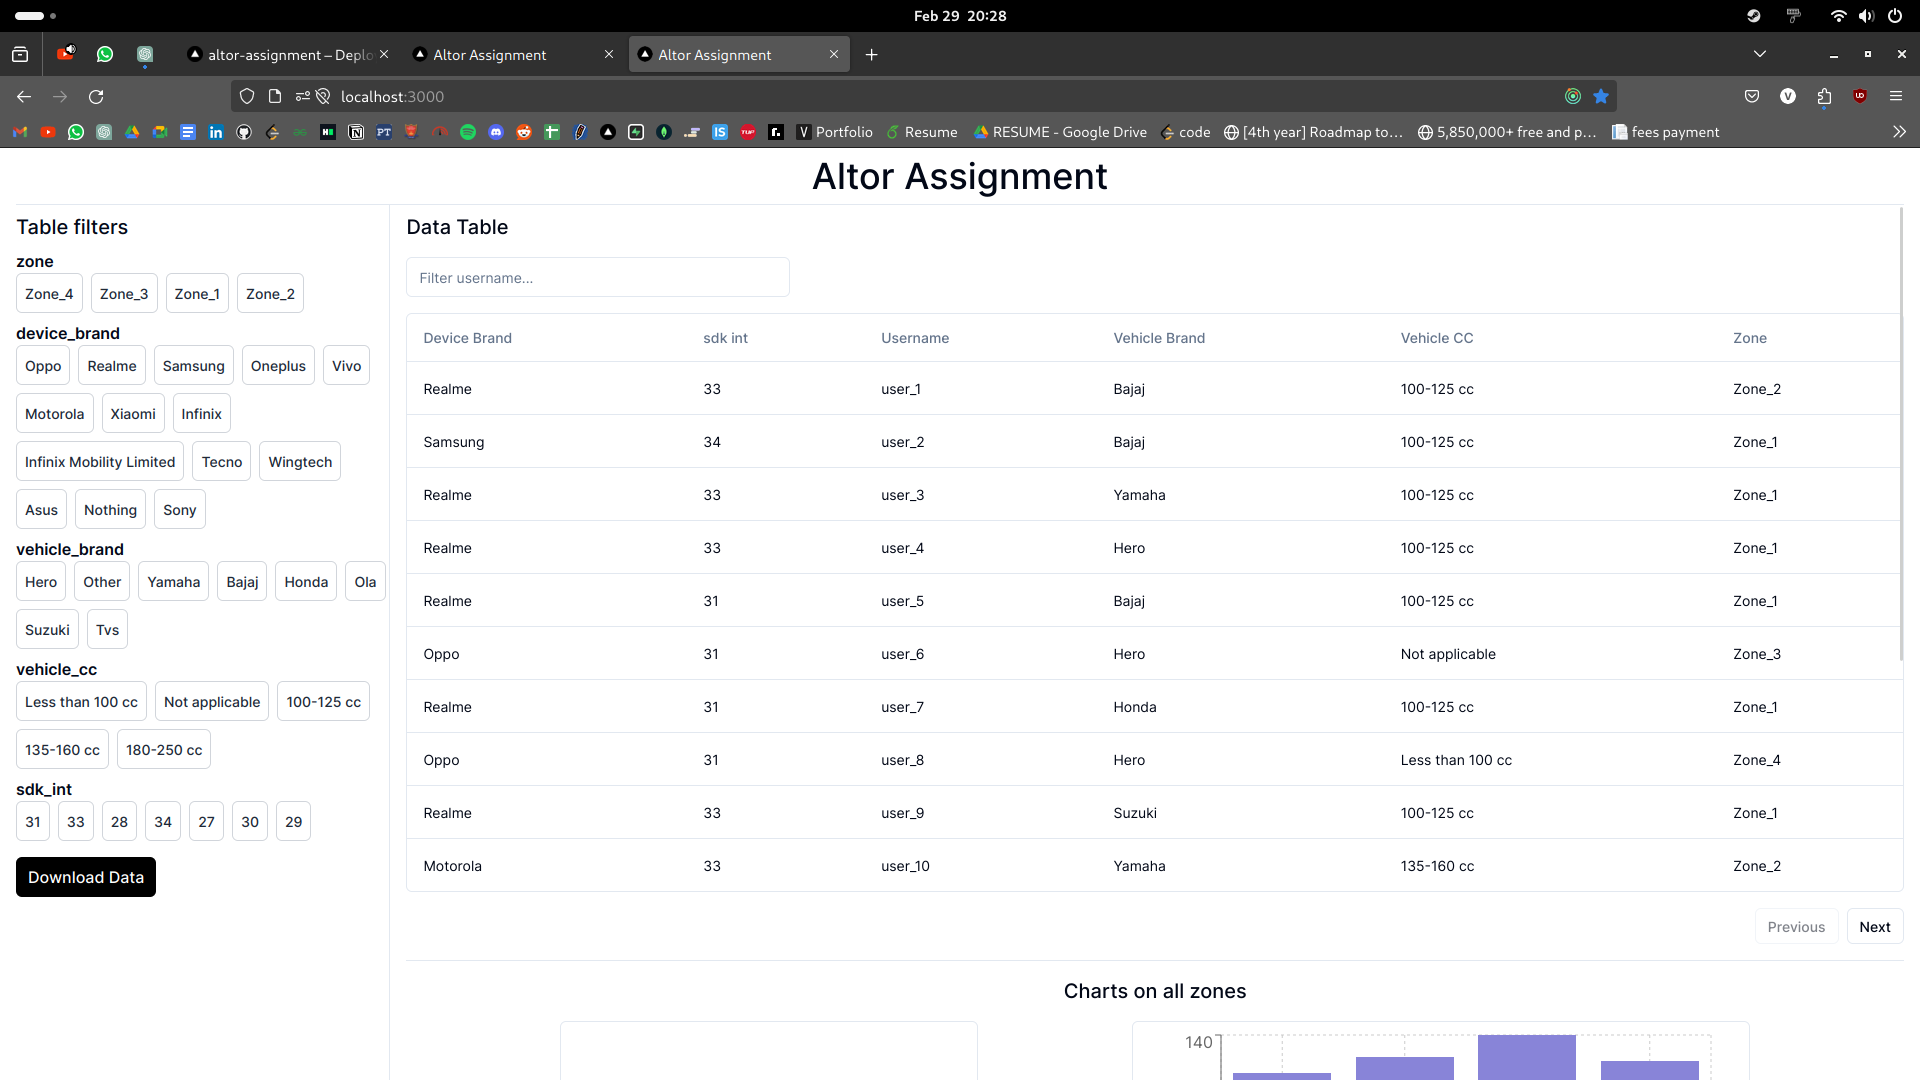 Feb 29 20:28
altor-assignment – Deplo
Altor Assignment
Altor Assignment
localhost:3000
V
UD
PT
IS
TUF
r.
V Portfolio
Resume
RESUME - Google Drive
code
[4th year] Roadmap to…
5,850,000+ free and p…
fees payment
Altor Assignment
Table filters
zone
Zone_4 Zone_3 Zone_1 Zone_2
device_brand
Oppo Realme Samsung Oneplus Vivo
Motorola Xiaomi Infinix
Infinix Mobility Limited Tecno Wingtech
Asus Nothing Sony
vehicle_brand
Hero Other Yamaha Bajaj Honda Ola
Suzuki Tvs
vehicle_cc
Less than 100 cc Not applicable 100-125 cc
135-160 cc 180-250 cc
sdk_int
31 33 28 34 27 30 29
Download Data
Data Table
Filter username...
Device Brand sdk int Username Vehicle Brand Vehicle CC Zone
Realme 33 user_1 Bajaj 100-125 cc Zone_2
Samsung 34 user_2 Bajaj 100-125 cc Zone_1
Realme 33 user_3 Yamaha 100-125 cc Zone_1
Realme 33 user_4 Hero 100-125 cc Zone_1
Realme 31 user_5 Bajaj 100-125 cc Zone_1
Oppo 31 user_6 Hero Not applicable Zone_3
Realme 31 user_7 Honda 100-125 cc Zone_1
Oppo 31 user_8 Hero Less than 100 cc Zone_4
Realme 33 user_9 Suzuki 100-125 cc Zone_1
Motorola 33 user_10 Yamaha 135-160 cc Zone_2
Previous Next
Charts on all zones
140